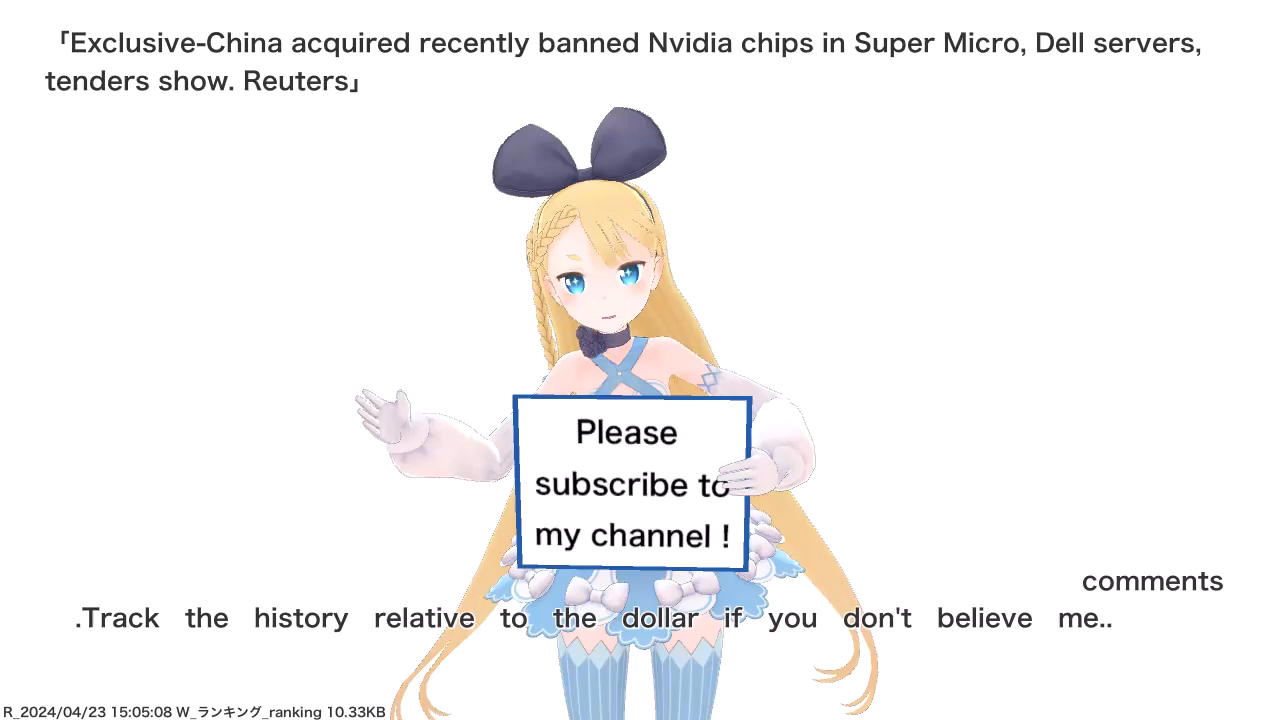 「Exclusive-China acquired recently banned Nvidia chips in Super Micro, Dell servers,
tenders show. Reuters」
Please
subscribe to
my channel !
comments
.Track the history relative to the dollar if you don't believe me..
R_2024/04/23 15:05:08 W_ランキング_ranking 10.33KB